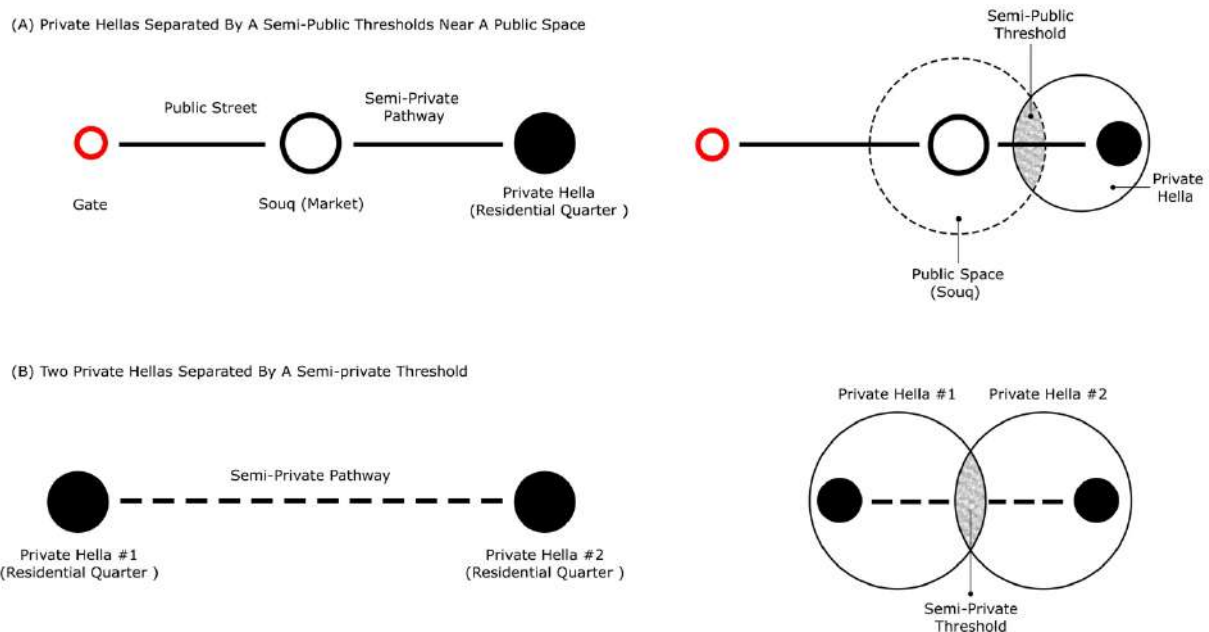 (A) Private Hellas Separated By A Semi-Public Thresholds Near A Public Space
Public Street
Semi-Private
Pathway
Gate
Souq (Market)
Private Hella
(Residential Quarter )
Semi-Public
Threshold
Private
Hella
Public Space
(Souq)
(B) Two Private Hellas Separated By A Semi-private Threshold
Semi-Private Pathway
Private Hella #1
(Residential Quarter )
Private Hella #2
(Residential Quarter )
Private Hella #1
Private Hella #2
Semi-Private
Threshold